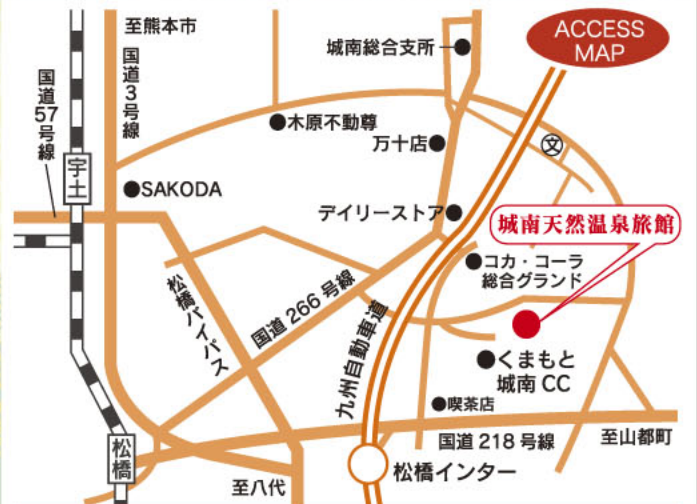 ACCESS
MAP
至熊本市
国道3号線
城南総合支所
国道
57号線
木原不動尊
万十店
文
宇土
SAKODA
デイリーストア
城南天然温泉旅館
コカ・コーラ
総合グランド
松橋バイパス
国道266号線
九州自動車道
くまもと
城南CC
喫茶店
国道218号線
至山都町
松橋
松橋インター
至八代